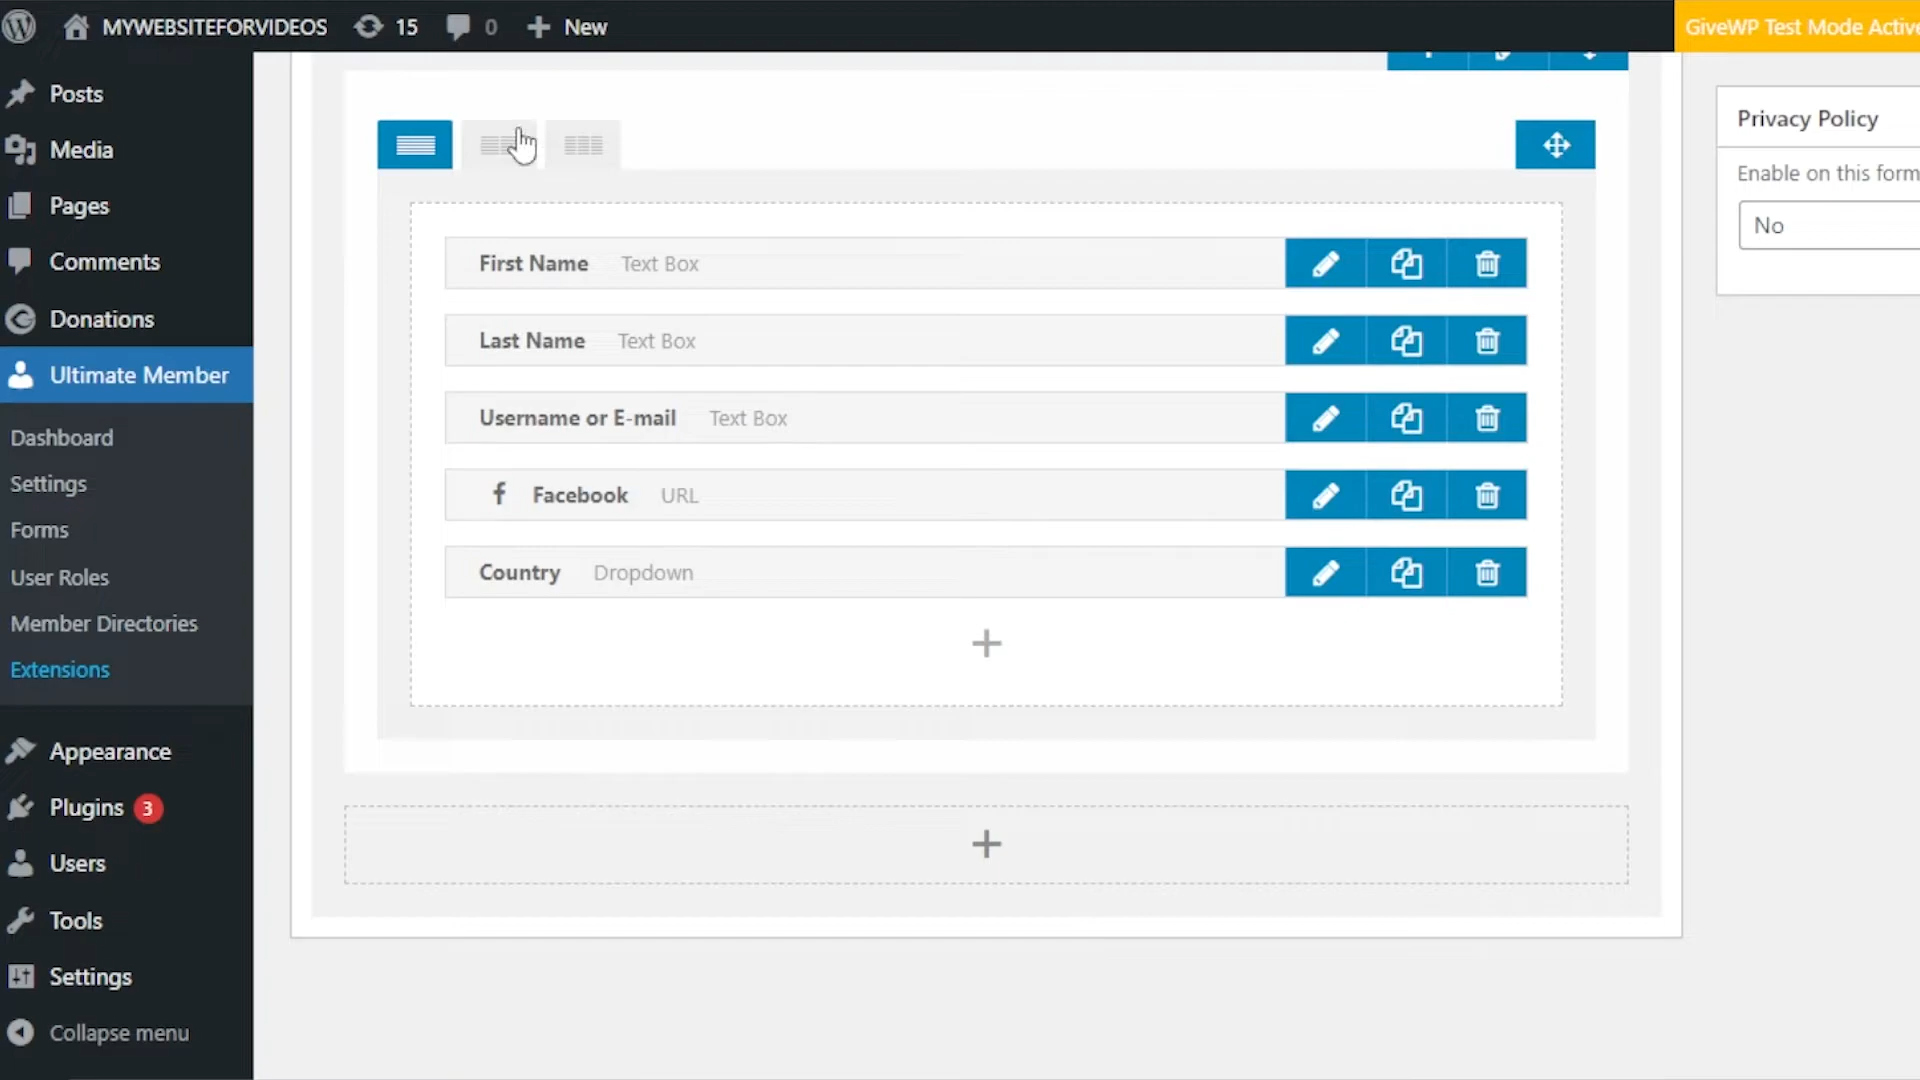 MYWEBSITEFORVIDEOS 15 0 New GiveWP Test Mode Active
Posts
Media
Pages
Comments
Donations
Ultimate Member
Dashboard
Settings
Forms
User Roles
Member Directories
Extensions
Appearance
Plugins 3
Users
Tools
Settings
Collapse menu
First Name Text Box
Last Name Text Box
Username or E-mail Text Box
Facebook URL
Country Dropdown
Privacy Policy
Enable on this form
No